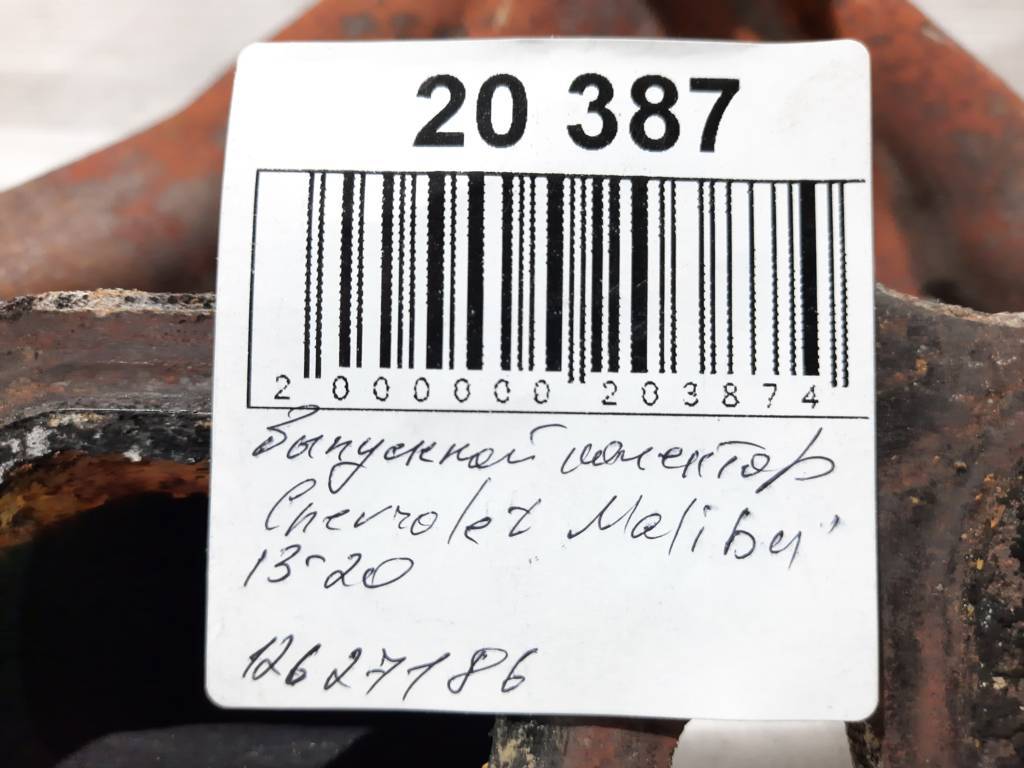 20 387
2 000000 203874
Выпускной коллектор
Chevrolet Malibu
13-20
12627186